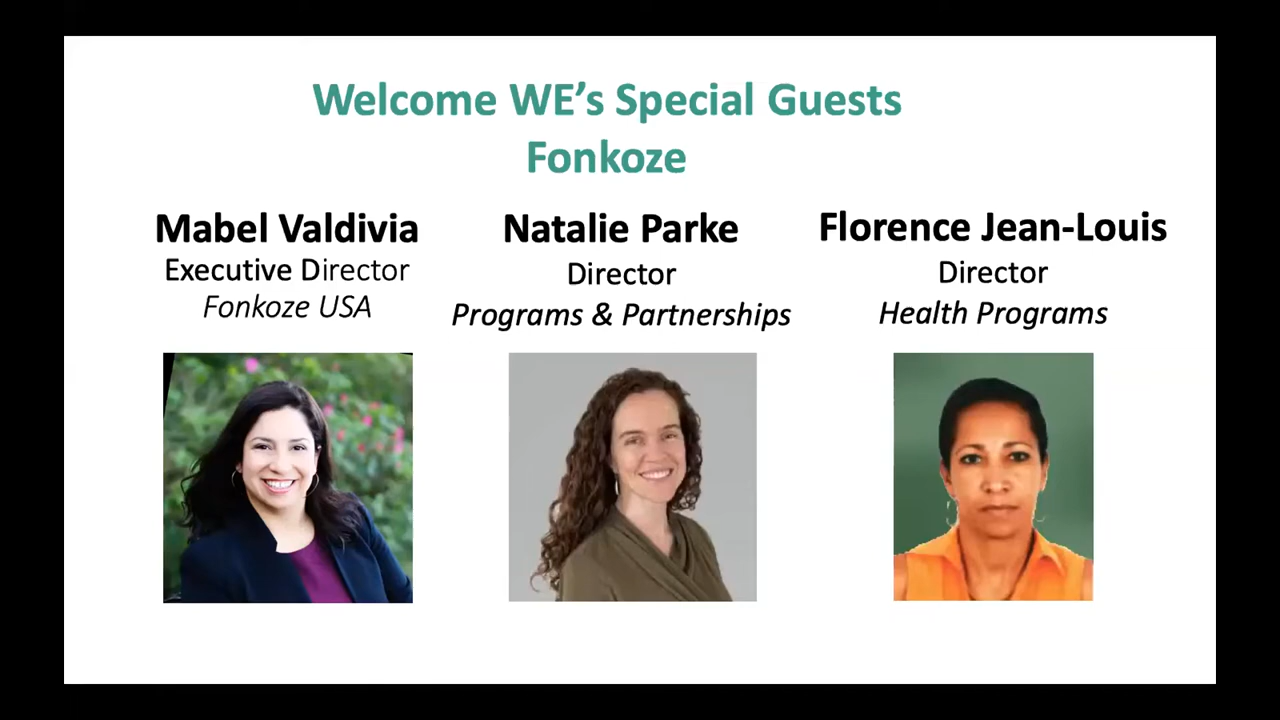 Welcome WE's Special Guests
Fonkoze
Mabel Valdivia
Executive Director
Fonkoze USA
Natalie Parke
Director
Programs & Partnerships
Florence Jean-Louis
Director
Health Programs